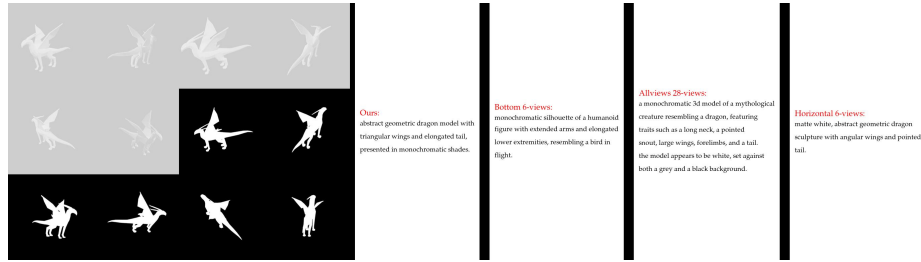 Ours:
abstract geometric dragon model with
triangular wings and elongated tail,
presented in monochromatic shades.
Bottom 6-views:
monochromatic silhouette of a humanoid
figure with extended arms and elongated
lower extremities, resembling a bird in
flight.
Allviews 28-views:
a monochromatic 3d model of a mythological
creature resembling a dragon, featuring
traits such as a long neck, a pointed
snout, large wings, forelimbs, and a tail.
the model appears to be white, set against
both a grey and a black background.
Horizontal 6-views:
matte white, abstract geometric dragon
sculpture with angular wings and pointed
tail.